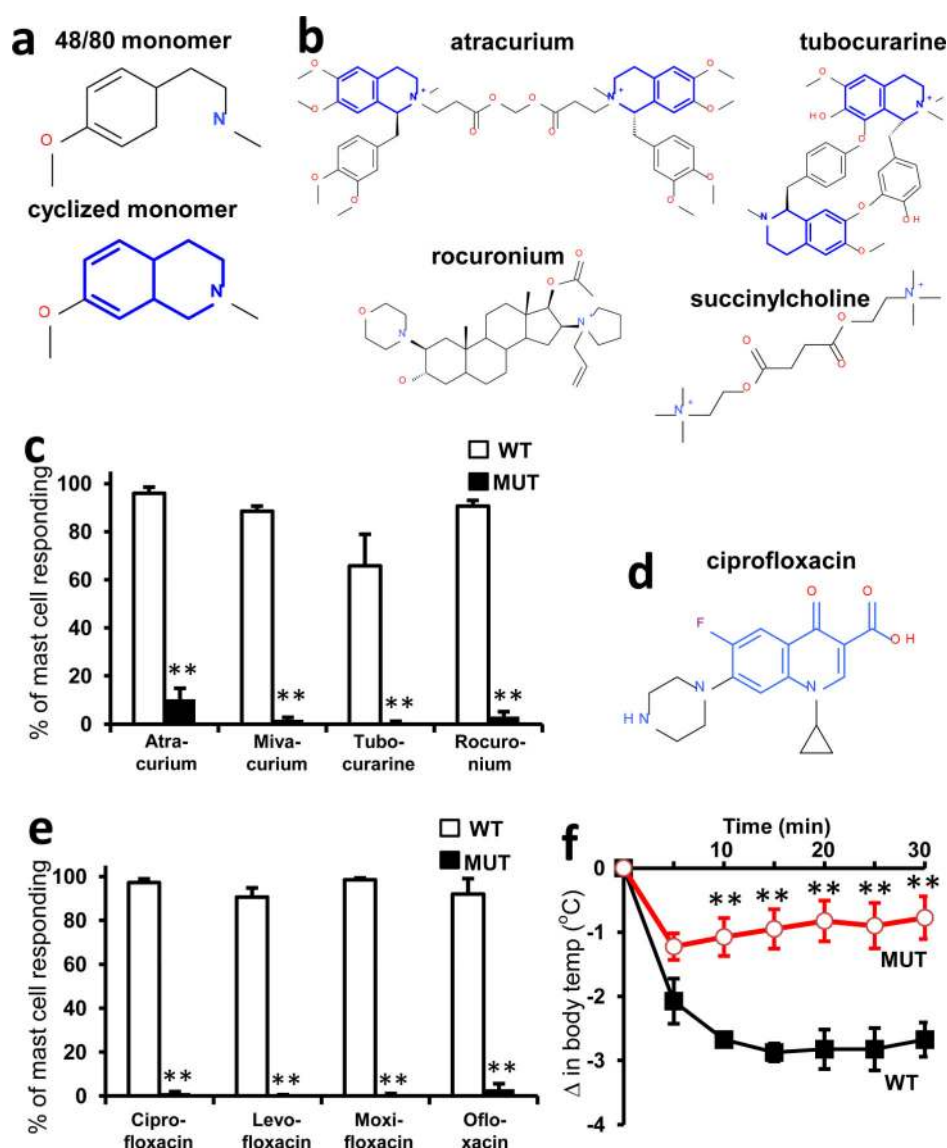 a
48/80 monomer
O
N
cyclized monomer
O
N
b
atracurium
O
O
N+
O
O
O
O
N+
O
O
O
O
O
O
tubocurarine
O
HO
N+
O
O
N
O
OH
rocuronium
O
O
O
N
N+
O
succinylcholine
N+
O
O
O
O
N+
c
WT
MUT
% of mast cell responding
100
80
60
40
20
0
**
**
**
**
Atra-
curium
Miva-
curium
Tubo-
curarine
Rocuro-
nium
d
ciprofloxacin
O
O
F
OH
N
N
HN
e
WT
MUT
% of mast cell responding
100
80
60
40
20
0
**
**
**
**
Cipro-
floxacin
Levo-
floxacin
Moxi-
floxacin
Oflo-
xacin
f
Time (min)
10
20
30
0
-1
-2
-3
-4
Δ in body temp (°C)
**
**
**
**
**
MUT
WT